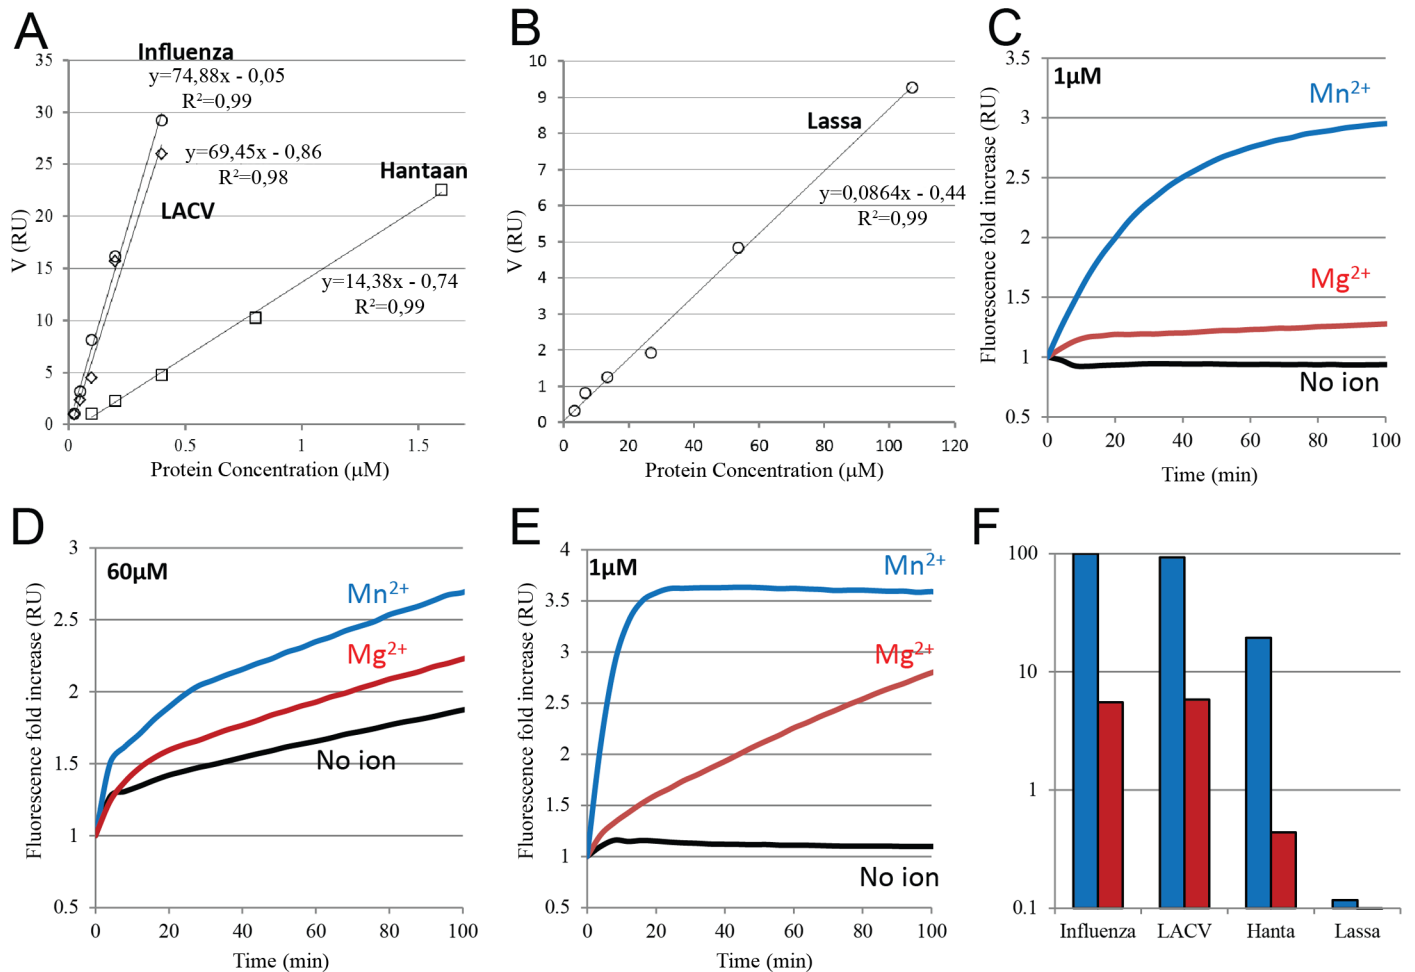 A
Influenza
y=74,88x - 0,05
R²=0,99
y=69,45x - 0,86
R²=0,98
LACV
Hantaan
y=14,38x - 0,74
R²=0,99
V (RU)
35
30
25
20
15
10
5
0
0 0.5 1 1.5
Protein Concentration (μM)
B
Lassa
y=0,0864x - 0,44
R²=0,99
V (RU)
10
9
8
7
6
5
4
3
2
1
0
0 20 40 60 80 100 120
Protein Concentration (μM)
C
1μM
Mn²⁺
Mg²⁺
No ion
Fluorescence fold increase (RU)
3.5
3
2.5
2
1.5
1
0.5
0 20 40 60 80 100
Time (min)
D
60μM
Mn²⁺
Mg²⁺
No ion
Fluorescence fold increase (RU)
3
2.5
2
1.5
1
0.5
0 20 40 60 80 100
Time (min)
E
1μM
Mn²⁺
Mg²⁺
No ion
Fluorescence fold increase (RU)
4
3.5
3
2.5
2
1.5
1
0.5
0 20 40 60 80 100
Time (min)
F
100
10
1
0.1
Influenza LACV Hanta Lassa